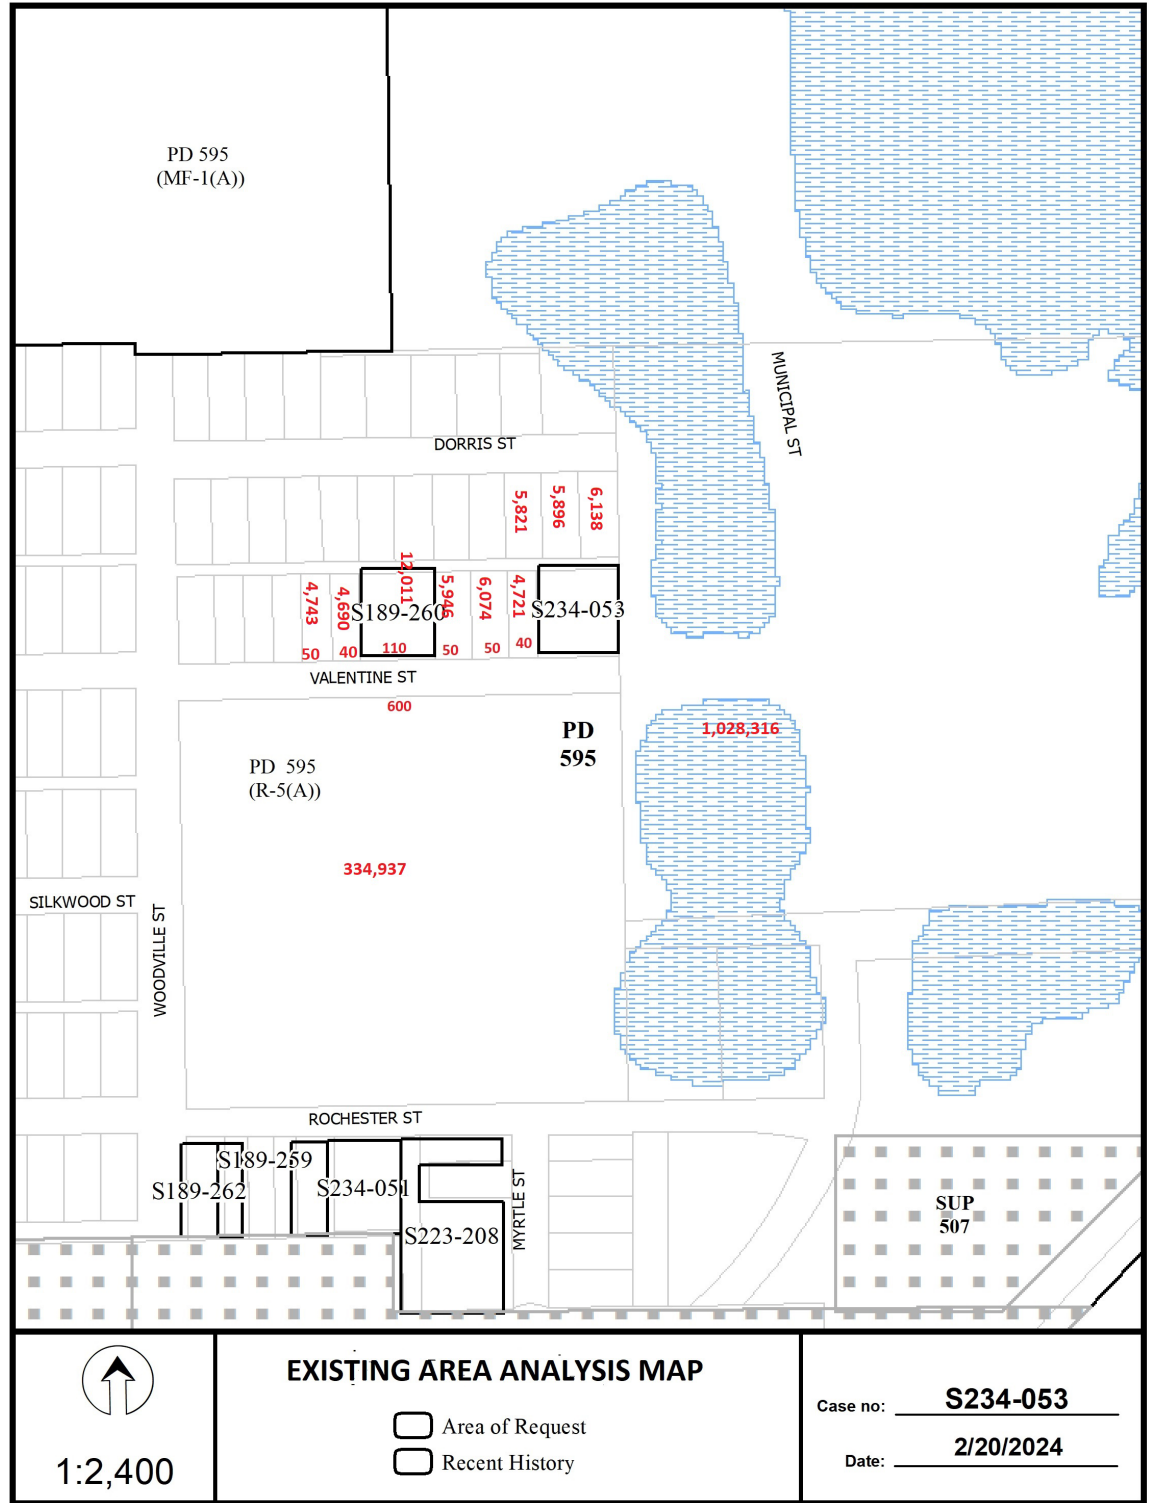 PD 595
(MF-1(A))
MUNICIPAL ST
DORRIS ST
5,821
5,896
6,138
4,743
4,690
12,011
5,946
6,074
4,721
S189-260
S234-053
50
40
110
50
50
40
VALENTINE ST
600
PD
595
1,028,316
PD 595
(R-5(A))
334,937
SILKWOOD ST
WOODVILLE ST
ROCHESTER ST
S189-259
S189-262
S234-051
S223-208
MYRTLE ST
SUP
507
1:2,400
EXISTING AREA ANALYSIS MAP
Area of Request
Recent History
Case no: S234-053
Date: 2/20/2024